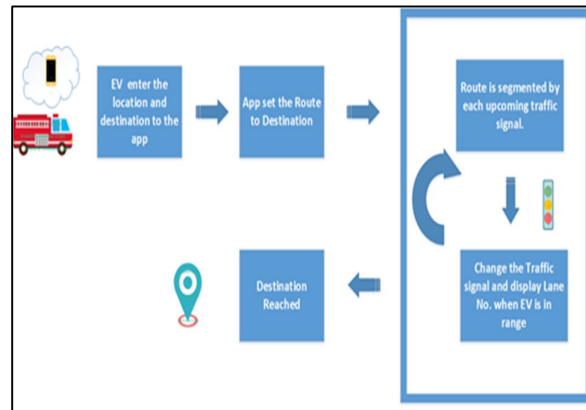 EV enter the
location and
destination to the
app
App set the Route
to Destination
Route is segmented by
each upcoming traffic
signal.
Change the Traffic
signal and display Lane
No. when EV is in
range
Destination
Reached